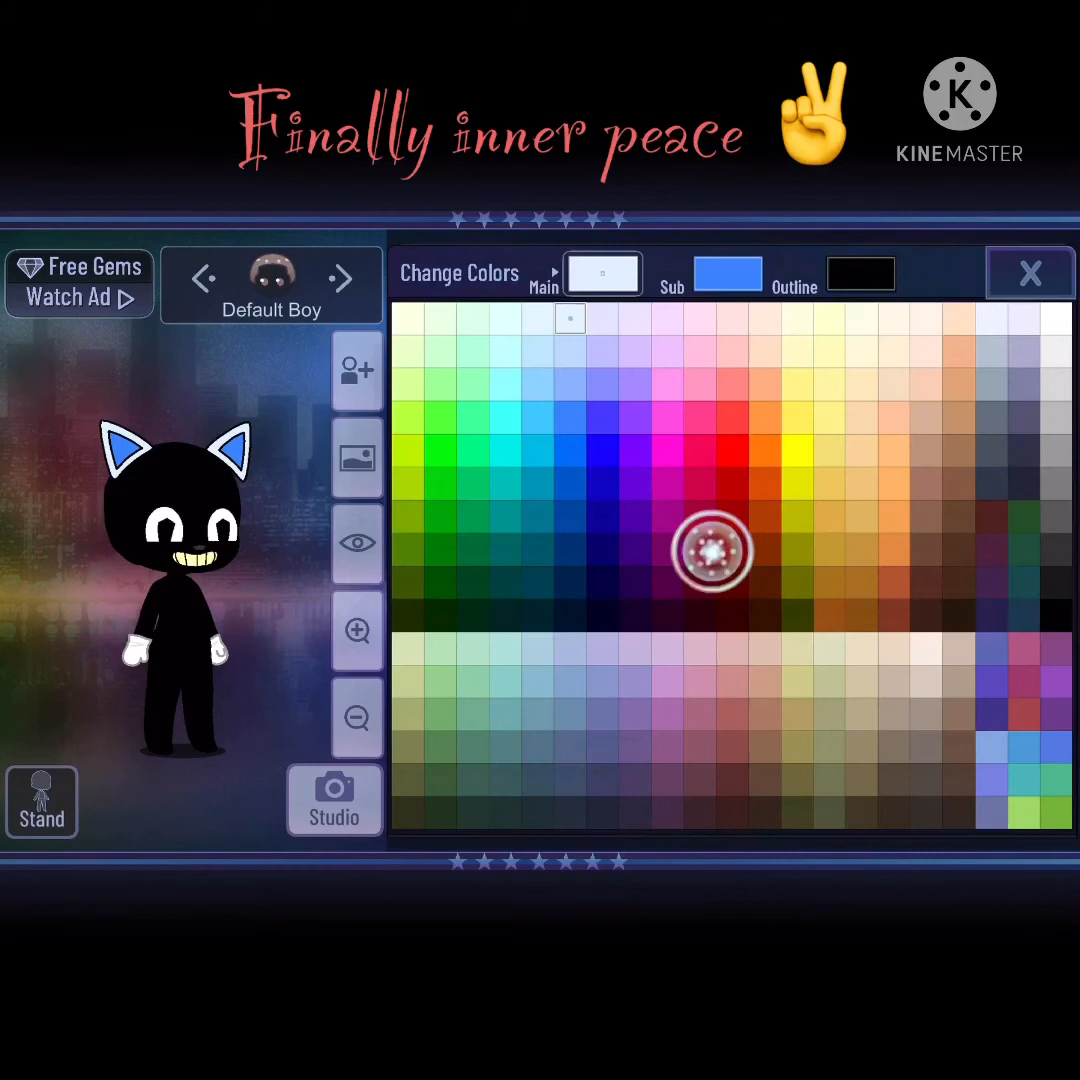 Finally inner peace ✌
K
KINEMASTER
Free Gems
Watch Ad
Default Boy
Change Colors
Main
Sub
Outline
X
Stand
Studio